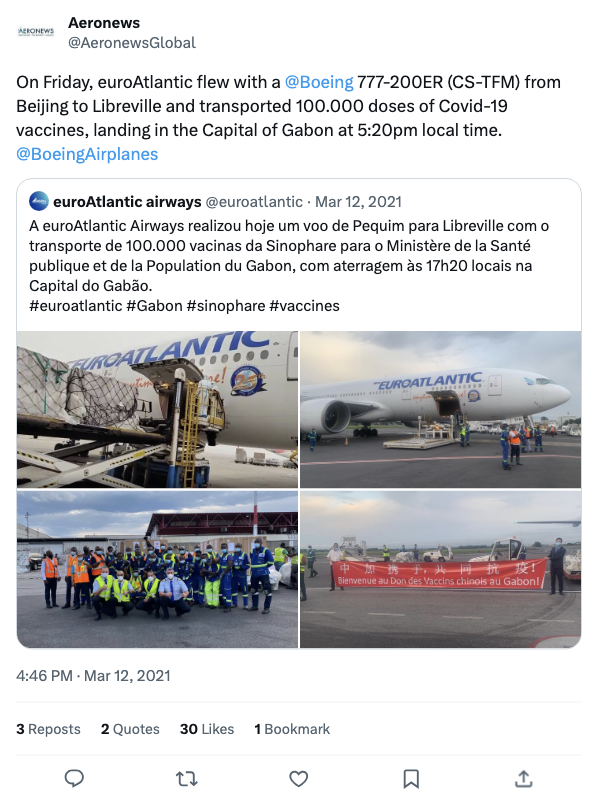 Aeronews
AERONEWS
@AeronewsGlobal
On Friday, euroAtlantic flew with a @Boeing 777-200ER (CS-TFM) from
Beijing to Libreville and transported 100.000 doses of Covid-19
vaccines, landing in the Capital of Gabon at 5:20pm local time.
@BoeingAirplanes
euroAtlantic airways @euroatlantic · Mar 12, 2021
A euroAtlantic Airways realizou hoje um voo de Pequim para Libreville com o
transporte de 100.000 vacinas da Sinophare para o Ministère de la Santé
publique et de la Population du Gabon, com aterragem às 17h20 locais na
Capital do Gabão.
#euroatlantic #Gabon #sinophare #vaccines
EUROATLANTIC
EUROATLANTIC
中加携手,共同抗疫!
Bienvenue au Don des Vaccins chinois au Gabon!
4:46 PM · Mar 12, 2021
3 Reposts 2 Quotes 30 Likes 1 Bookmark